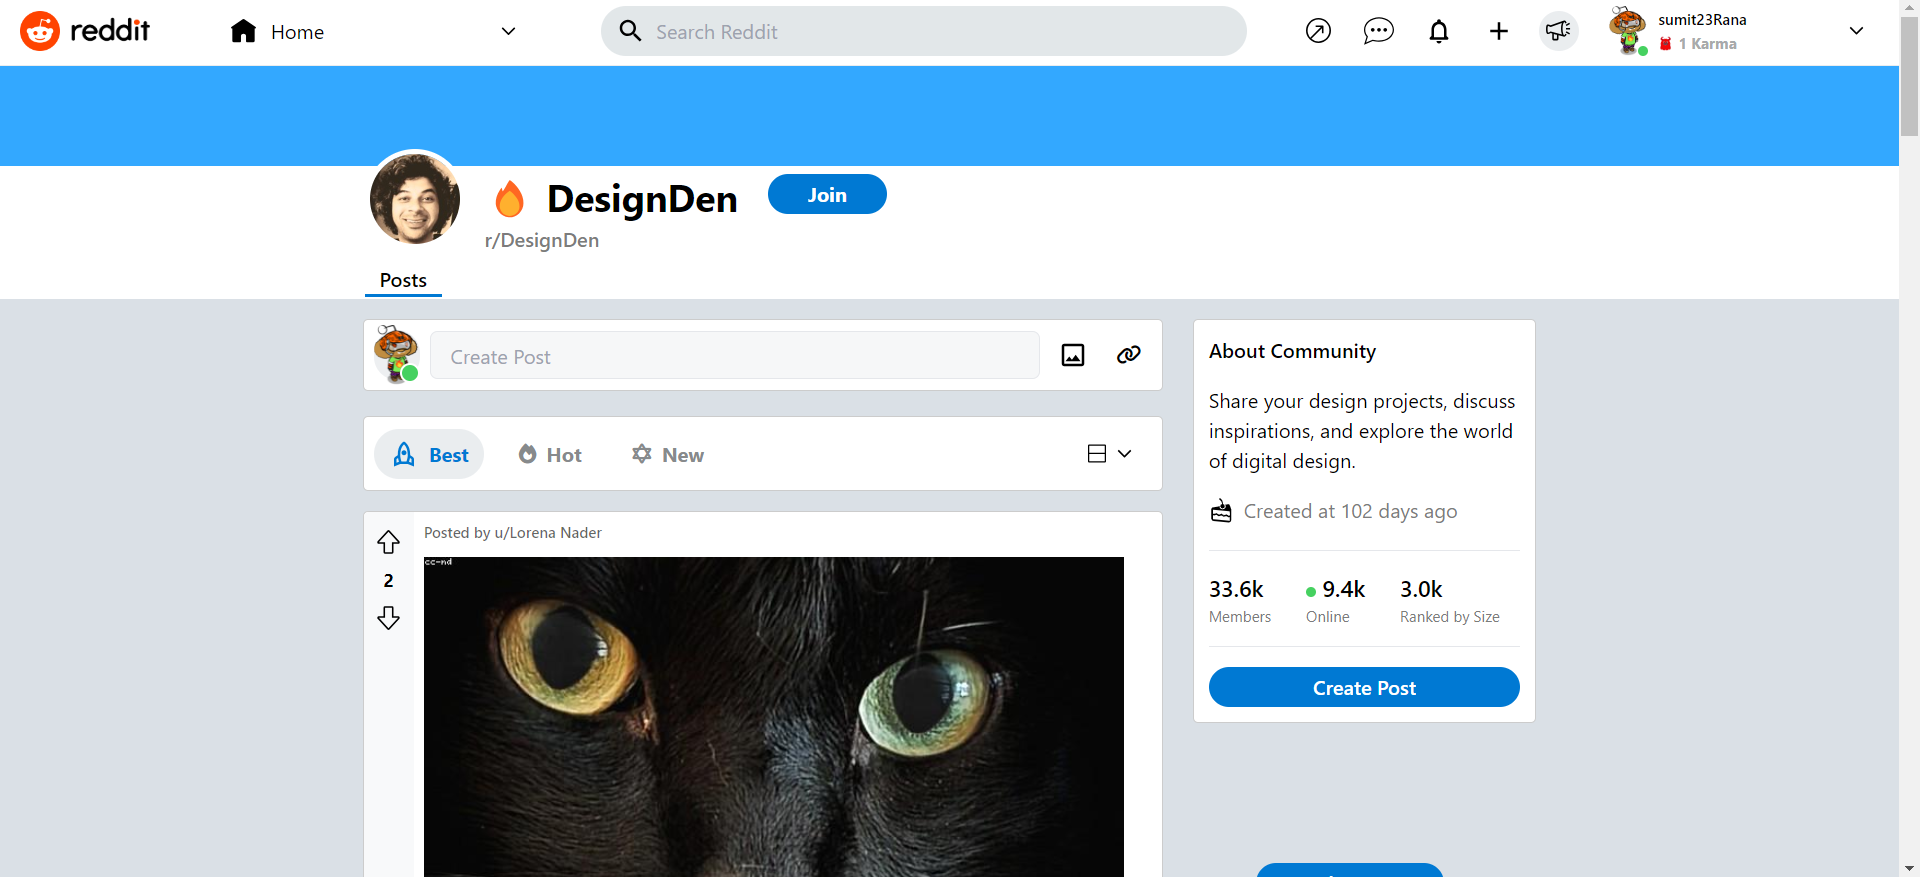 reddit
Home
Search Reddit
sumit23Rana
1 Karma
DesignDen
Join
r/DesignDen
Posts
Create Post
Best
Hot
New
Posted by u/Lorena Nader
2
cc-nd
About Community
Share your design projects, discuss
inspirations, and explore the world
of digital design.
Created at 102 days ago
33.6k
Members
9.4k
Online
3.0k
Ranked by Size
Create Post